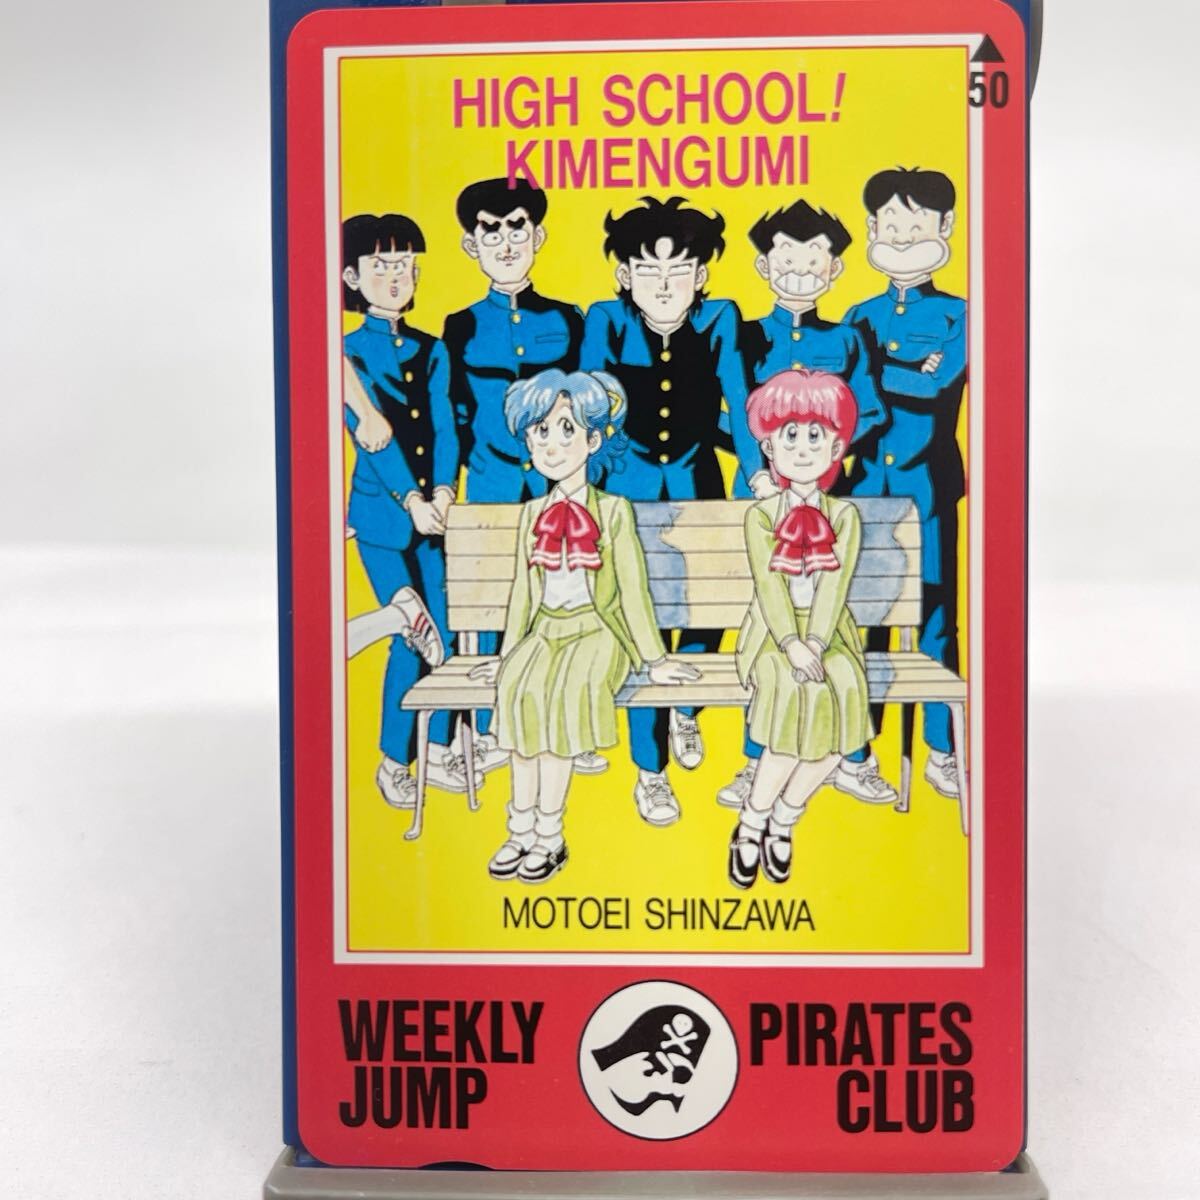 ▲
50
HIGH SCHOOL!
KIMENGUMI
MOTOEI SHINZAWA
WEEKLY
JUMP
PIRATES
CLUB